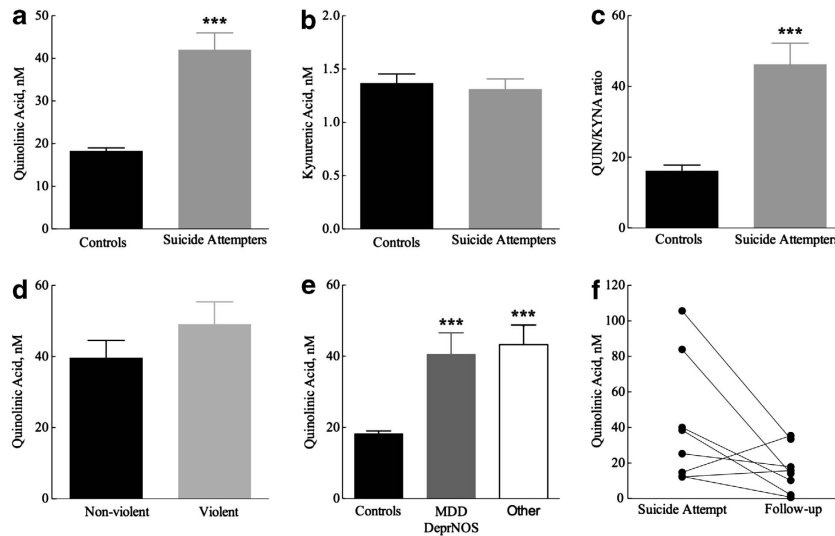 a
***
Quinolinic Acid, nM
50
40
30
20
10
0
Controls
Suicide Attempters
b
Kynurenic Acid, nM
2.0
1.5
1.0
0.5
0.0
Controls
Suicide Attempters
c
***
QUIN/KYNA ratio
60
40
20
0
Controls
Suicide Attempters
d
Quinolinic Acid, nM
60
40
20
0
Non-violent
Violent
e
***
***
Quinolinic Acid, nM
60
40
20
0
Controls
MDD
DeprNOS
Other
f
Quinolinic Acid, nM
120
100
80
60
40
20
0
Suicide Attempt
Follow-up